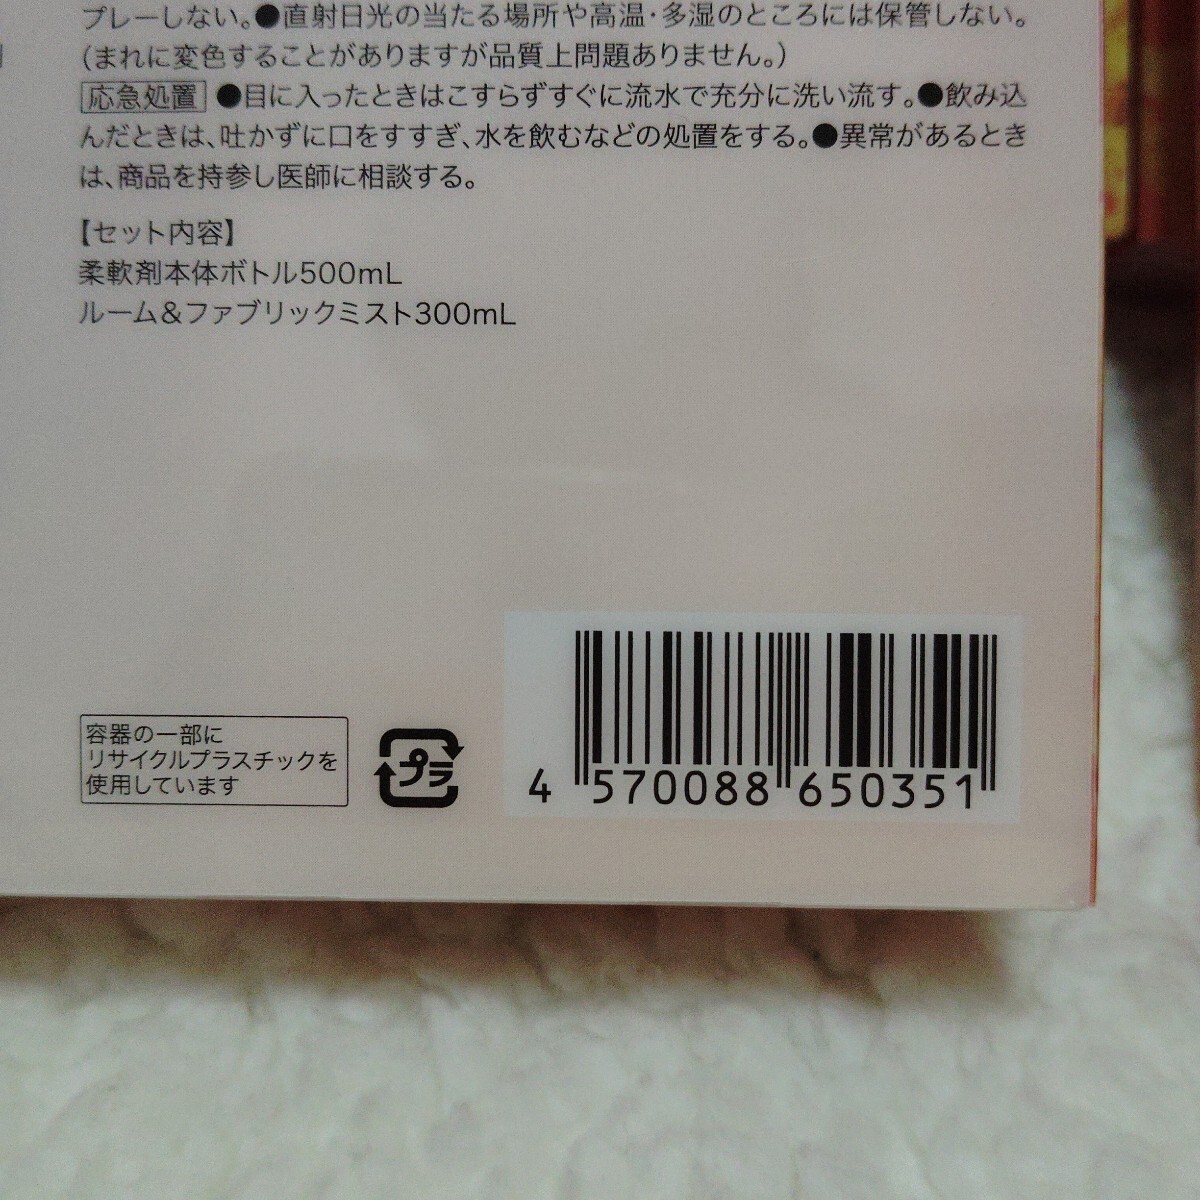 プレーしない。●直射日光の当たる場所や高温・多湿のところには保管しない。
(まれに変色することがありますが品質上問題ありません。)
応急処置 ●目に入ったときはこすらずすぐに流水で充分に洗い流す。●飲み込
んだときは、吐かずに口をすすぎ、水を飲むなどの処置をする。●異常があるとき
は、商品を持参し医師に相談する。
【セット内容】
柔軟剤本体ボトル500mL
ルーム&ファブリックミスト300mL
容器の一部に
リサイクルプラスチックを
使用しています
プラ
4 570088 650351